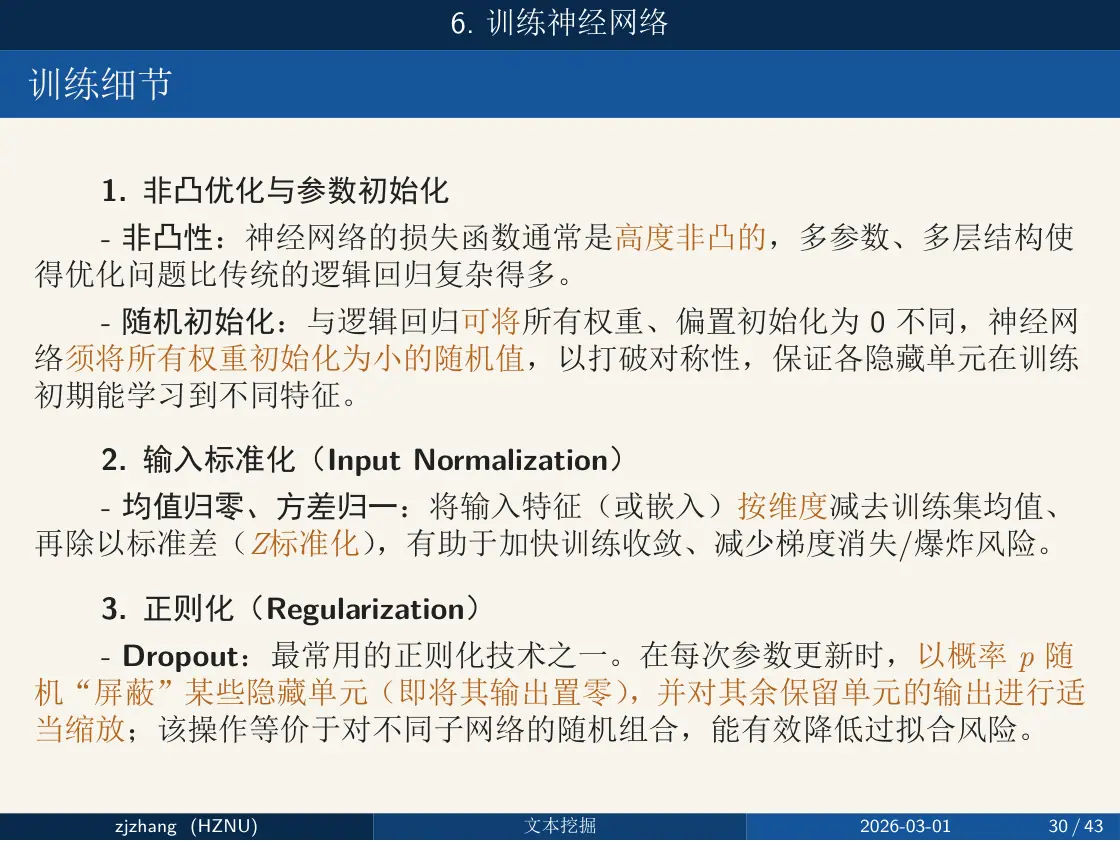 6. 训练神经网络
训练细节
1. 非凸优化与参数初始化
- 非凸性：神经网络的损失函数通常是高度非凸的，多参数、多层结构使
得优化问题比传统的逻辑回归复杂得多。
- 随机初始化：与逻辑回归可将所有权重、偏置初始化为 0 不同，神经网
络须将所有权重初始化为小的随机值，以打破对称性，保证各隐藏单元在训练
初期能学习到不同特征。
2. 输入标准化（Input Normalization）
- 均值归零、方差归一：将输入特征（或嵌入）按维度减去训练集均值、
再除以标准差（Z标准化），有助于加快训练收敛、减少梯度消失/爆炸风险。
3. 正则化（Regularization）
- Dropout：最常用的正则化技术之一。在每次参数更新时，以概率 p 随
机“屏蔽”某些隐藏单元（即将其输出置零），并对其余保留单元的输出进行适
当缩放；该操作等价于对不同子网络的随机组合，能有效降低过拟合风险。
zjzhang (HZNU) 文本挖掘 2026-03-01 30 / 43